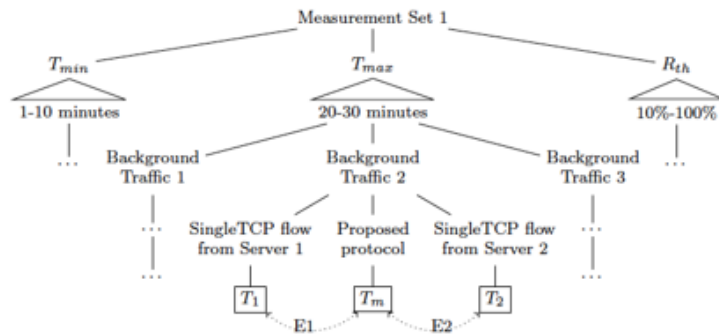 Measurement Set 1
T_min T_max R_th
1-10 minutes 20-30 minutes 10%-100%
... ...
Background Traffic 1
Background Traffic 2
Background Traffic 3
... ...
SingleTCP flow from Server 1
Proposed protocol
SingleTCP flow from Server 2
... ...
T_1 T_m T_2
E1 E2